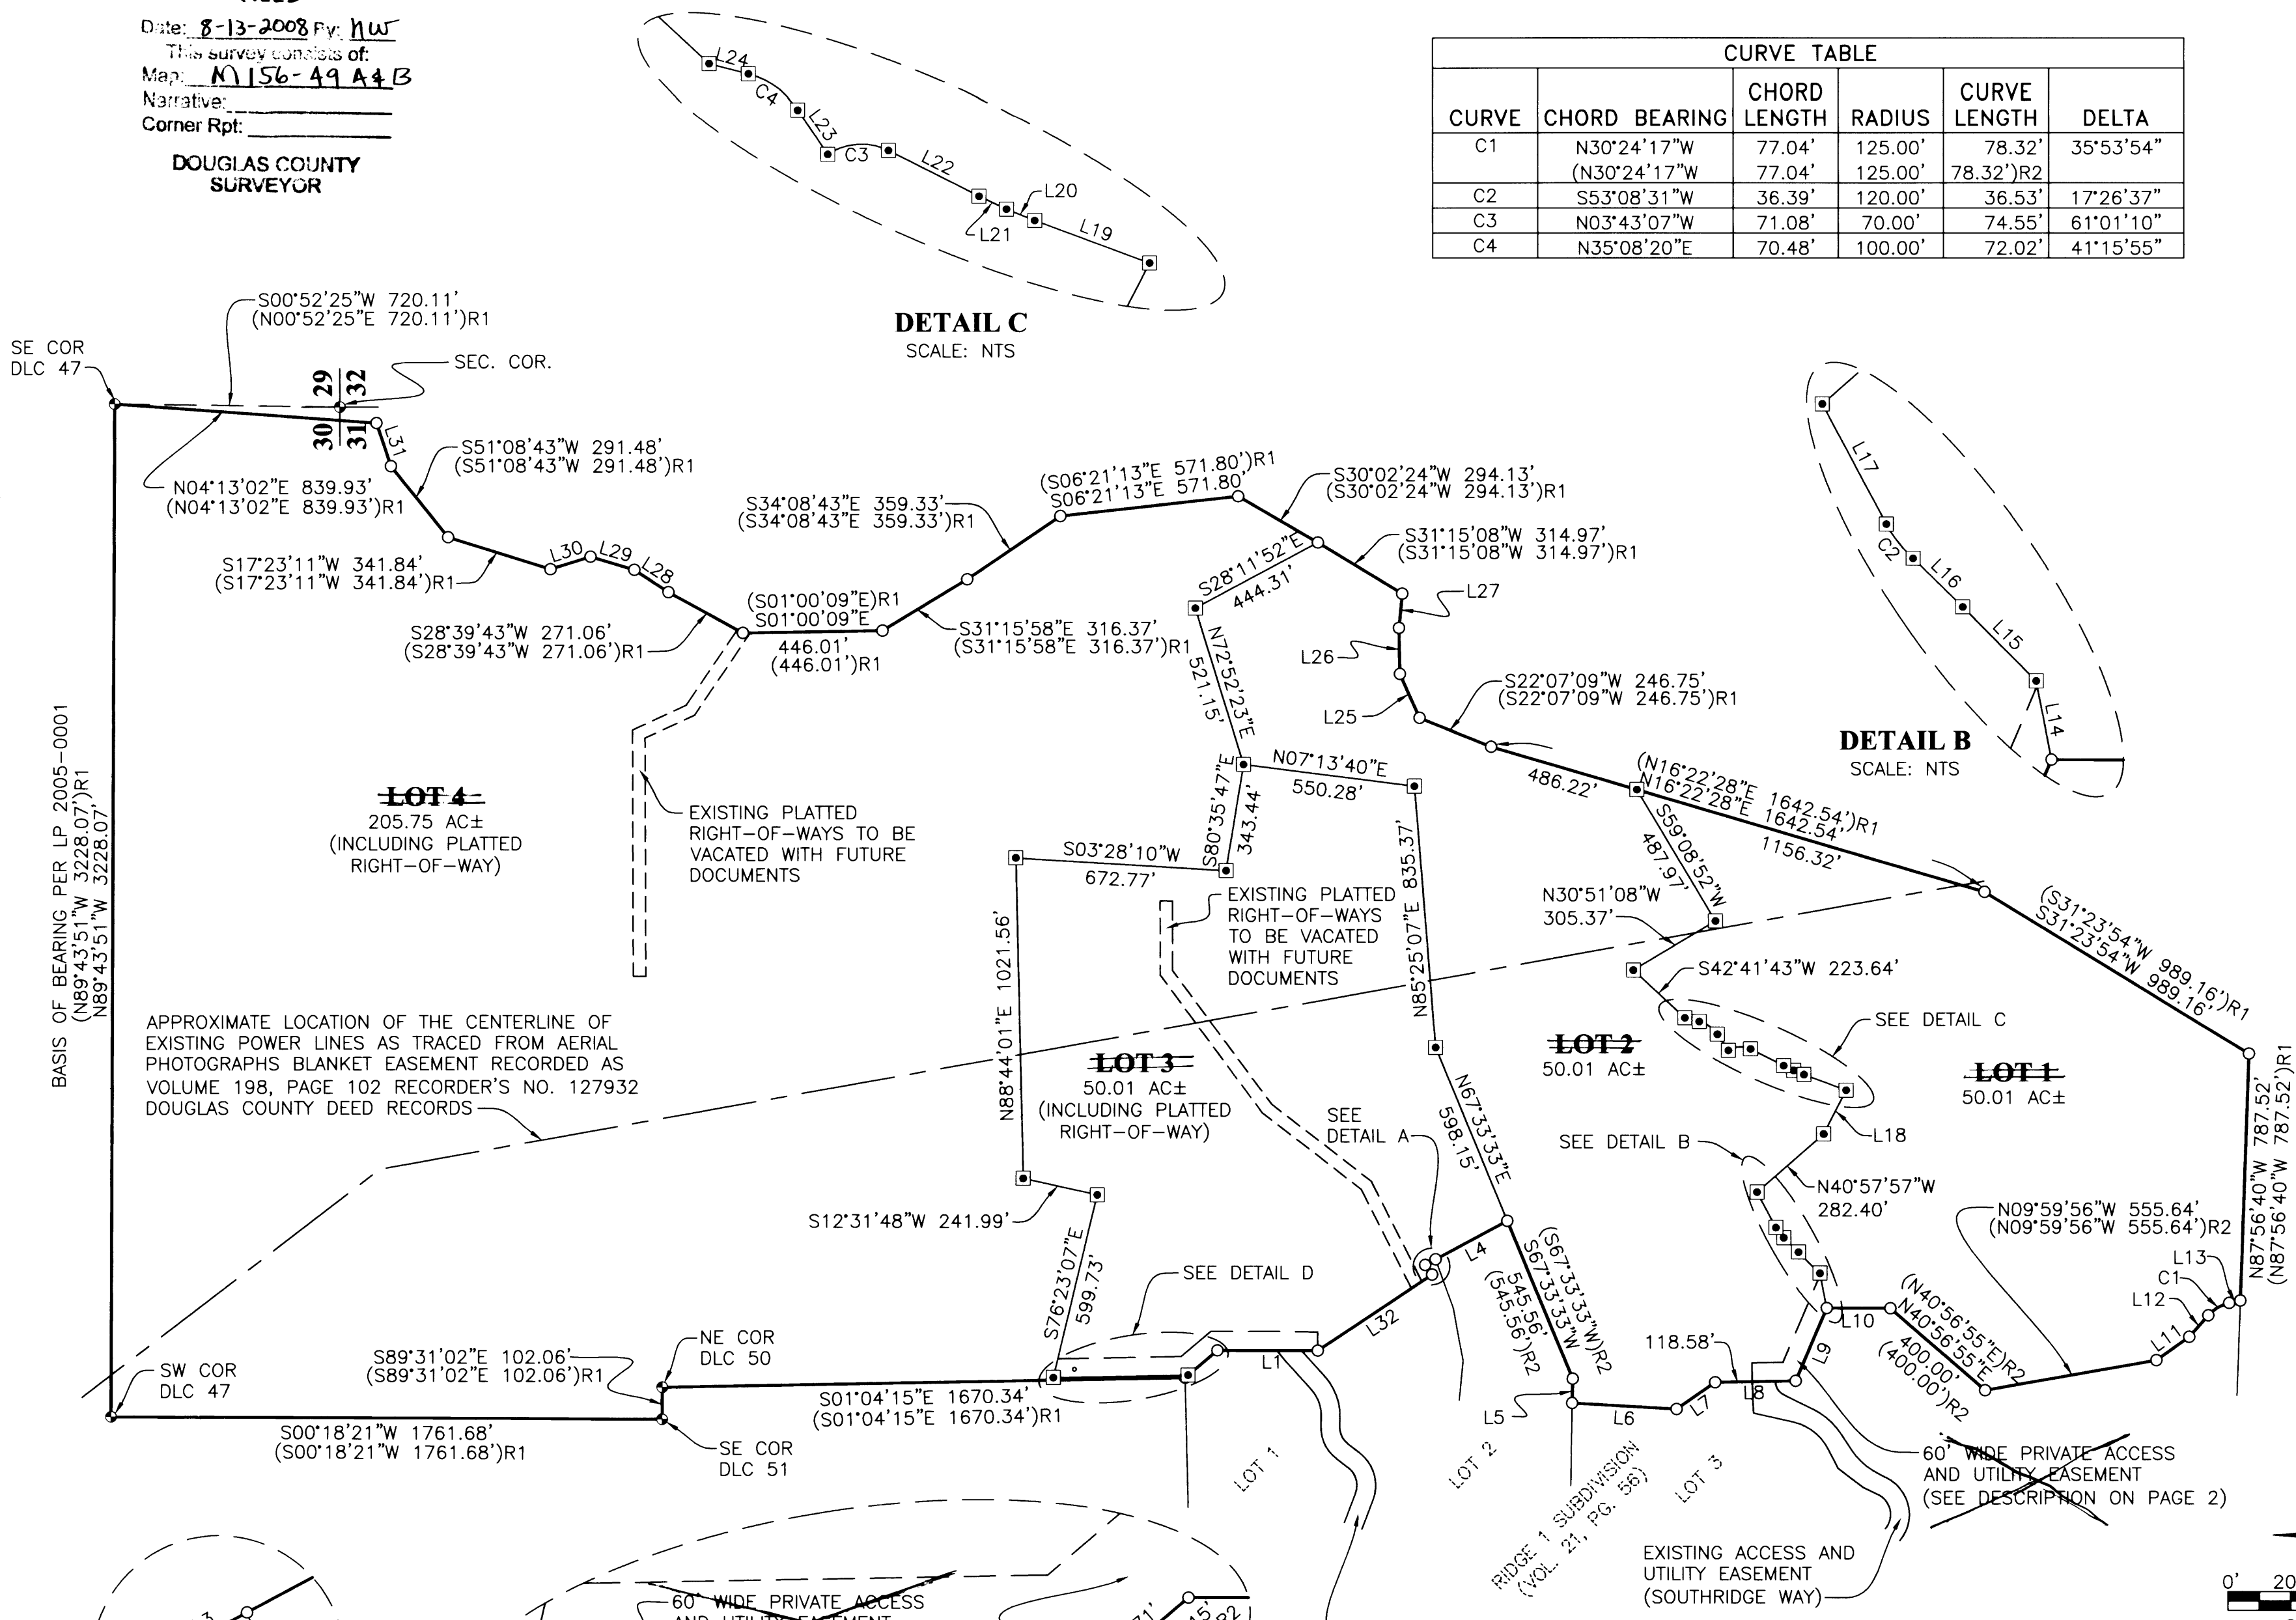 Date: 8-13-2008 By: NW
This survey consists of:
Map: M156-49 A&B
Narrative:
Corner Rpt:
DOUGLAS COUNTY
SURVEYOR
L24
C4
L23
C3
L22
L21
L20
L19
DETAIL C
SCALE: NTS
CURVE TABLE
CURVE CHORD BEARING CHORD LENGTH RADIUS CURVE LENGTH DELTA
C1 N30°24'17"W 77.04' 125.00' 78.32' 35°53'54"
(N30°24'17"W 77.04' 125.00' 78.32')R2
C2 S53°08'31"W 36.39' 120.00' 36.53' 17°26'37"
C3 N03°43'07"W 71.08' 70.00' 74.55' 61°01'10"
C4 N35°08'20"E 70.48' 100.00' 72.02' 41°15'55"
S00°52'25"W 720.11'
(N00°52'25"E 720.11')R1
SE COR
DLC 47
SEC. COR.
29 32
30 31
L31
N04°13'02"E 839.93'
(N04°13'02"E 839.93')R1
S51°08'43"W 291.48'
(S51°08'43"W 291.48')R1
S17°23'11"W 341.84'
(S17°23'11"W 341.84')R1
L30
L29
L28
S28°39'43"W 271.06'
(S28°39'43"W 271.06')R1
(S01°00'09"E)R1
S01°00'09"E
446.01'
(446.01')R1
S34°08'43"E 359.33'
(S34°08'43"E 359.33')R1
S31°15'58"E 316.37'
(S31°15'58"E 316.37')R1
(S06°21'13"E 571.80')R1
S06°21'13"E 571.80'
S30°02'24"W 294.13'
(S30°02'24"W 294.13')R1
S31°15'08"W 314.97'
(S31°15'08"W 314.97')R1
S28°11'52"E
444.31'
L27
L26
L25
S22°07'09"W 246.75'
(S22°07'09"W 246.75')R1
N72°52'23"E
521.15'
N07°13'40"E
550.28'
S80°35'47"E
343.44'
S03°28'10"W
672.77'
486.22'
(N16°22'28"E 1642.54')R1
N16°22'28"E 1642.54'
1156.32'
S59°08'52"W
487.97'
N30°51'08"W
305.37'
S42°41'43"W 223.64'
(S31°23'54"W 989.16')R1
S31°23'54"W 989.16'
L17
C2
L16
L15
L14
DETAIL B
SCALE: NTS
BASIS OF BEARING PER LP 2005-0001
(N89°43'51"W 3228.07')R1
N89°43'51"W 3228.07'
LOT 4
205.75 AC±
(INCLUDING PLATTED
RIGHT-OF-WAY)
EXISTING PLATTED
RIGHT-OF-WAYS TO BE
VACATED WITH FUTURE
DOCUMENTS
EXISTING PLATTED
RIGHT-OF-WAYS
TO BE VACATED
WITH FUTURE
DOCUMENTS
N88°44'01"E 1021.56'
N85°25'07"E 835.37'
APPROXIMATE LOCATION OF THE CENTERLINE OF
EXISTING POWER LINES AS TRACED FROM AERIAL
PHOTOGRAPHS BLANKET EASEMENT RECORDED AS
VOLUME 198, PAGE 102 RECORDER'S NO. 127932
DOUGLAS COUNTY DEED RECORDS
LOT 3
50.01 AC±
(INCLUDING PLATTED
RIGHT-OF-WAY)
LOT 2
50.01 AC±
LOT 1
50.01 AC±
SEE DETAIL C
SEE
DETAIL A
SEE DETAIL B
L18
N67°33'33"E
598.15'
N40°57'57"W
282.40'
N09°59'56"W 555.64'
(N09°59'56"W 555.64')R2
N87°56'40"W 787.52'
(N87°56'40"W 787.52')R1
S12°31'48"W 241.99'
S76°23'07"E
599.73'
SEE DETAIL D
L4
(S67°33'33"W)R2
S67°33'33"W
545.56'
(545.56')R2
L13
C1
L12
L11
L10
(N40°56'55"E)R2
N40°56'55"E
400.00'
(400.00')R2
L9
118.58'
L8
L7
L6
L5
L32
L1
SW COR
DLC 47
S89°31'02"E 102.06'
(S89°31'02"E 102.06')R1
NE COR
DLC 50
S01°04'15"E 1670.34'
(S01°04'15"E 1670.34')R1
S00°18'21"W 1761.68'
(S00°18'21"W 1761.68')R1
SE COR
DLC 51
LOT 1
LOT 2
LOT 3
RIDGE 1 SUBDIVISION
(VOL. 21, PG. 56)
60' WIDE PRIVATE ACCESS
AND UTILITY EASEMENT
(SEE DESCRIPTION ON PAGE 2)
EXISTING ACCESS AND
UTILITY EASEMENT
(SOUTHRIDGE WAY)
60' WIDE PRIVATE ACCESS
AND UTILITY EASEMENT
0'